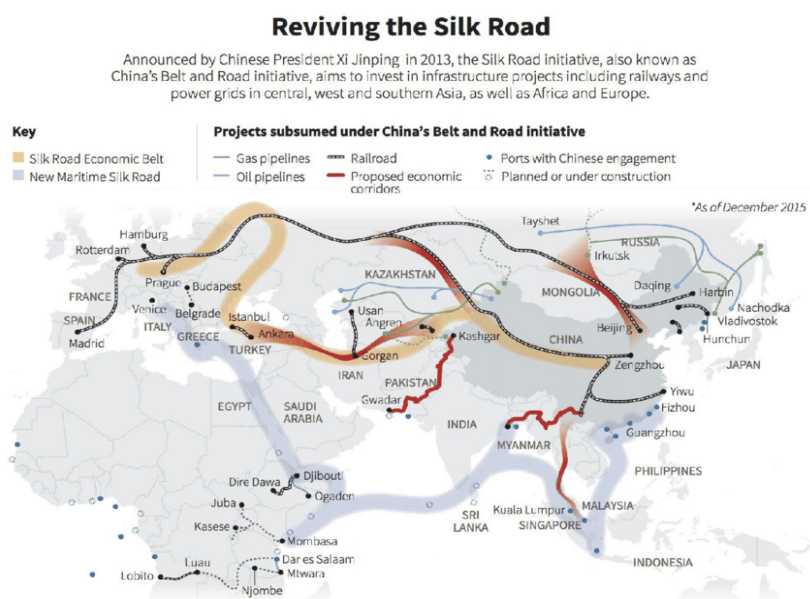 Reviving the Silk Road
Announced by Chinese President Xi Jinping in 2013, the Silk Road initiative, also known as
China's Belt and Road initiative, aims to invest in infrastructure projects including railways and
power grids in central, west and southern Asia, as well as Africa and Europe.
Key
Silk Road Economic Belt
New Maritime Silk Road
Projects subsumed under China's Belt and Road initiative
Gas pipelines
Oil pipelines
Railroad
Proposed economic
corridors
Ports with Chinese engagement
Planned or under construction
*As of December 2015
Tayshet
Hamburg
RUSSIA
Rotterdam
Irkutsk
KAZAKHSTAN
Prague
Budapest
Daqing
Harbin
FRANCE
MONGOLIA
Venice
Belgrade
Istanbul
Usan
Nachodka
SPAIN
ITALY
Angren
Vladivostok
Beijing
Ankara
GREECE
Kashgar
CHINA
Hunchun
Madrid
TURKEY
Gorgan
Zengzhou
JAPAN
IRAN
PAKISTAN
Yiwu
Gwadar
EGYPT
SAUDI
ARABIA
Fizhou
INDIA
Guangzhou
MYANMAR
PHILIPPINES
Djibouti
Dire Dawa
Ogaden
Juba
Kuala Lumpur
MALAYSIA
SRI
LANKA
SINGAPORE
Kasese
Mombasa
Dar es Salaam
INDONESIA
Luau
Lobito
Mtwara
Njombe